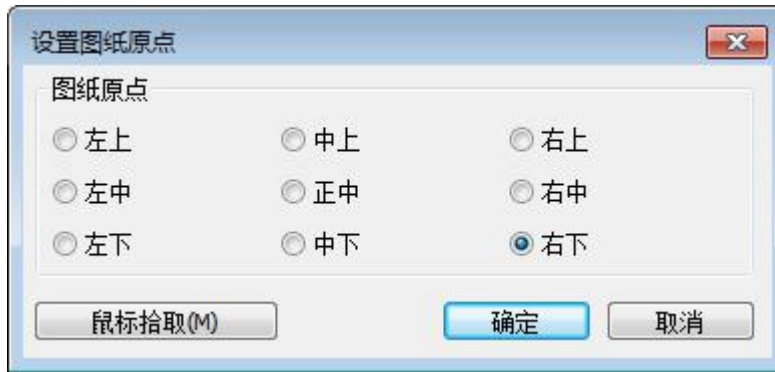 设置图纸原点
图纸原点
左上 中上 右上
左中 正中 右中
左下 中下 右下
鼠标拾取(M) 确定 取消